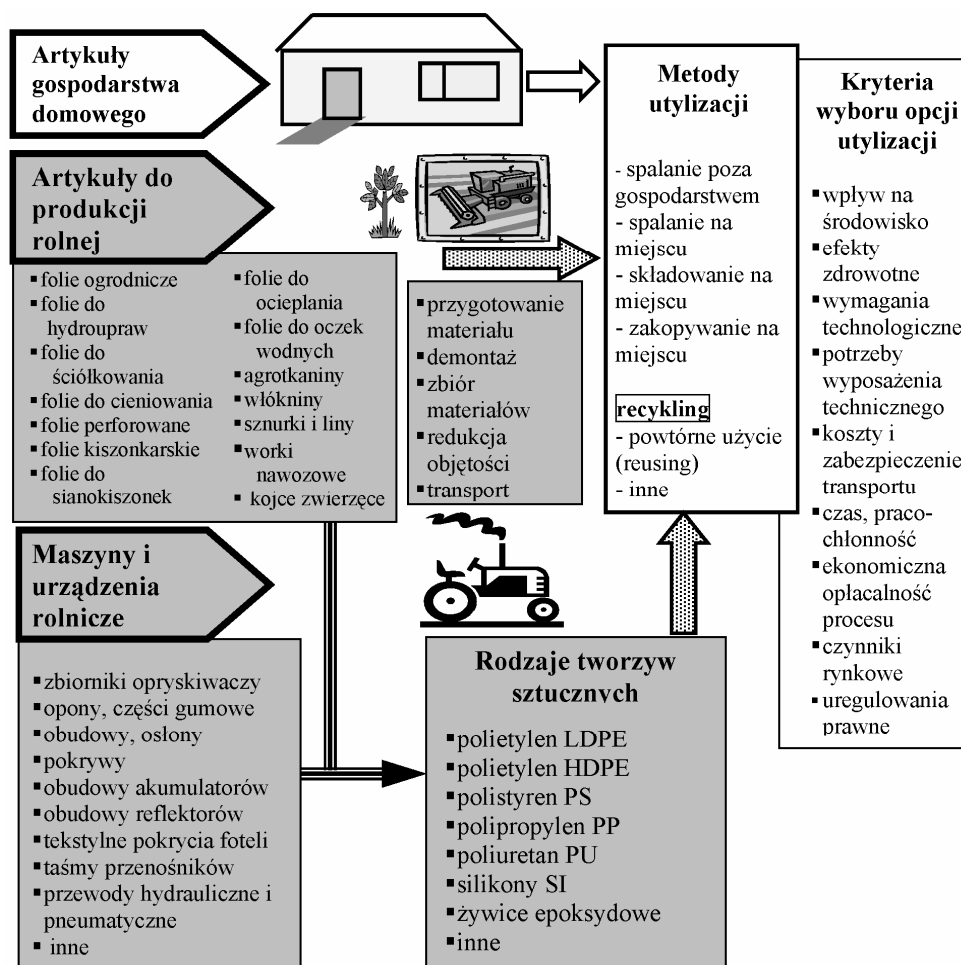 Artykuły
gospodarstwa
domowego
Artykuły do
produkcji
rolnej
▪folie ogrodnicze
▪folie do
hydroupraw
▪folie do
ściółkowania
▪folie do cieniowania
▪folie perforowane
▪folie kiszonkarskie
▪folie do
sianokiszonek
▪folie do
ocieplania
▪folie do oczek
wodnych
▪agrotkaniny
▪włókniny
▪sznurki i liny
▪worki
nawozowe
▪kojce zwierzęce
▪przygotowanie
materiału
▪demontaż
▪zbiór
materiałów
▪redukcja
objętości
▪transport
Metody
utylizacji
- spalanie poza
gospodarstwem
- spalanie na
miejscu
- składowanie na
miejscu
- zakopywanie na
miejscu
recykling
- powtórne użycie
(reusing)
- inne
Kryteria
wyboru opcji
utylizacji
▪wpływ na
środowisko
▪efekty
zdrowotne
▪wymagania
technologiczne
▪potrzeby
wyposażenia
technicznego
▪koszty i
zabezpieczenie
transportu
▪czas, praco-
chłonność
▪ekonomiczna
opłacalność
procesu
▪czynniki
rynkowe
▪uregulowania
prawne
Maszyny i
urządzenia
rolnicze
▪zbiorniki opryskiwaczy
▪opony, części gumowe
▪obudowy, osłony
▪pokrywy
▪obudowy akumulatorów
▪obudowy reflektorów
▪tekstylne pokrycia foteli
▪taśmy przenośników
▪przewody hydrauliczne i
pneumatyczne
▪ inne
Rodzaje tworzyw
sztucznych
▪polietylen LDPE
▪polietylen HDPE
▪polistyren PS
▪polipropylen PP
▪poliuretan PU
▪silikony SI
▪żywice epoksydowe
▪inne